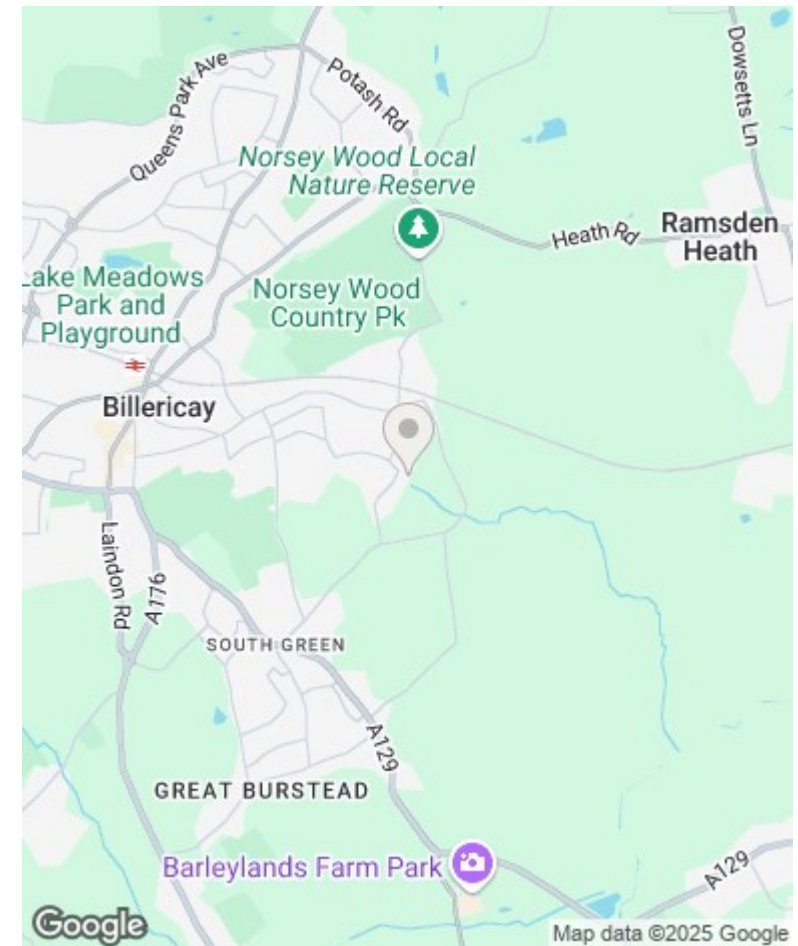 Queens Park Ave
Potash Rd
Dowsetts Ln
Norsey Wood Local
Nature Reserve
Heath Rd
Ramsden
Heath
Lake Meadows
Park and
Playground
Norsey Wood
Country Pk
Billericay
Laindon Rd
A176
SOUTH GREEN
A129
GREAT BURSTEAD
Barleylands Farm Park
A129
Google
Map data ©2025 Google